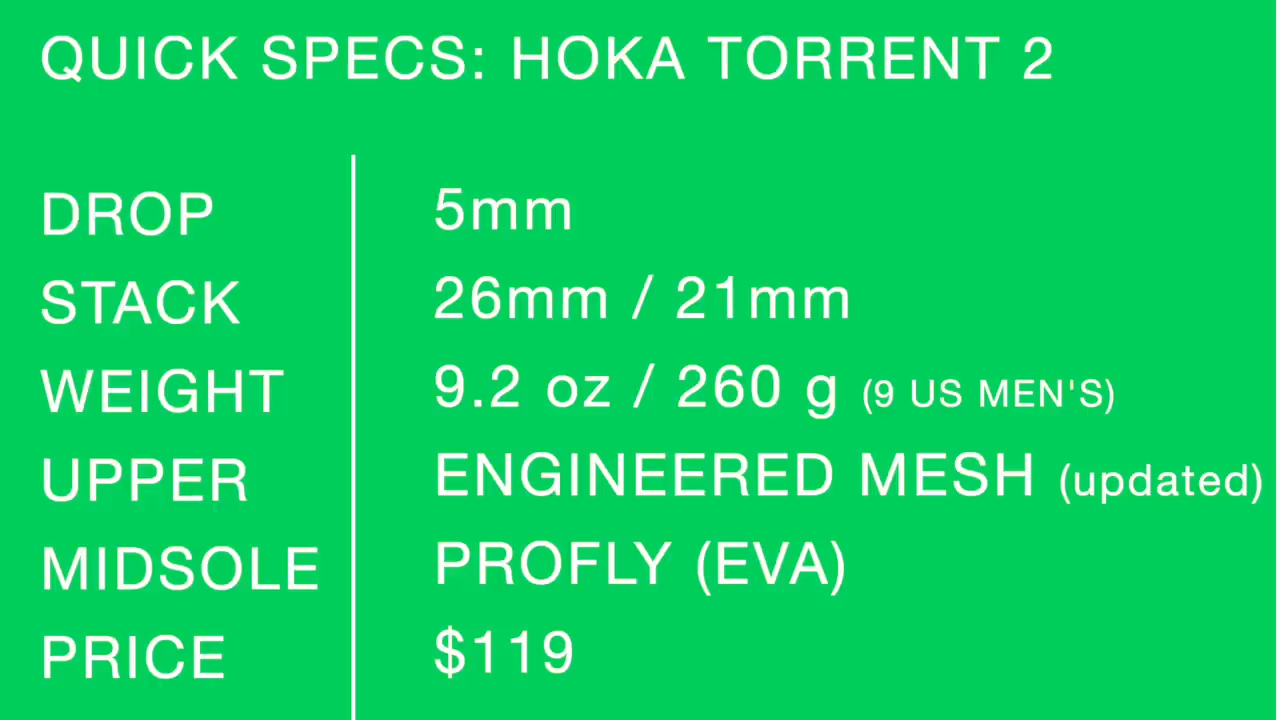 QUICK SPECS: HOKA TORRENT 2
DROP 5mm
STACK 26mm / 21mm
WEIGHT 9.2 oz / 260 g (9 US MEN'S)
UPPER ENGINEERED MESH (updated)
MIDSOLE PROFLY (EVA)
PRICE $119